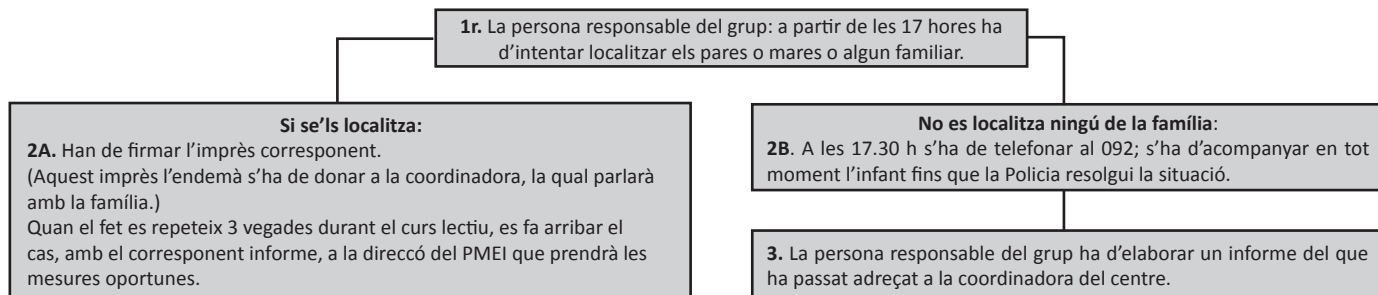 1r. La persona responsable del grup: a partir de les 17 hores ha
d’intentar localitzar els pares o mares o algun familiar.
Si se’ls localitza:
2A. Han de firmar l’imprès corresponent.
(Aquest imprès l’endemà s’ha de donar a la coordinadora, la qual parlarà
amb la família.)
Quan el fet es repeteix 3 vegades durant el curs lectiu, es fa arribar el
cas, amb el corresponent informe, a la direccó del PMEI que prendrà les
mesures oportunes.
No es localitza ningú de la família:
2B. A les 17.30 h s’ha de telefonar al 092; s’ha d’acompanyar en tot
moment l’infant fins que la Policia resolgui la situació.
3. La persona responsable del grup ha d’elaborar un informe del que
ha passat adreçat a la coordinadora del centre.